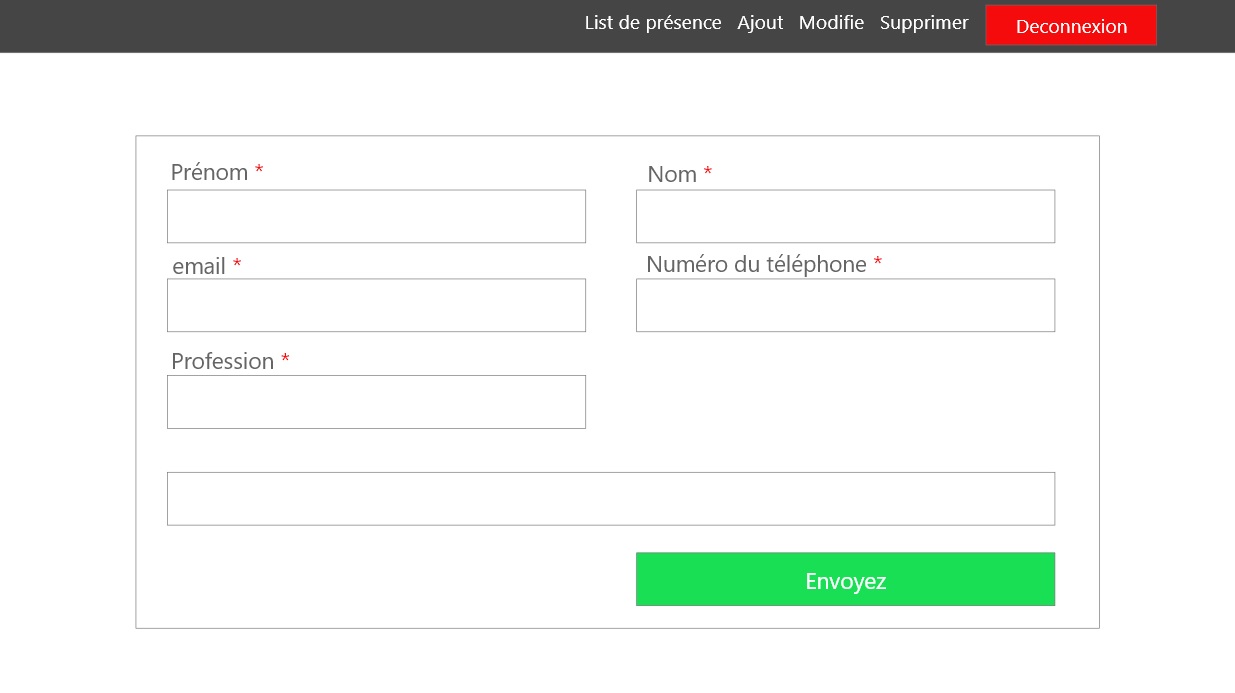 List de présence Ajout Modifie Supprimer Deconnexion
Prénom * Nom *
email * Numéro du téléphone *
Profession *
Envoyez